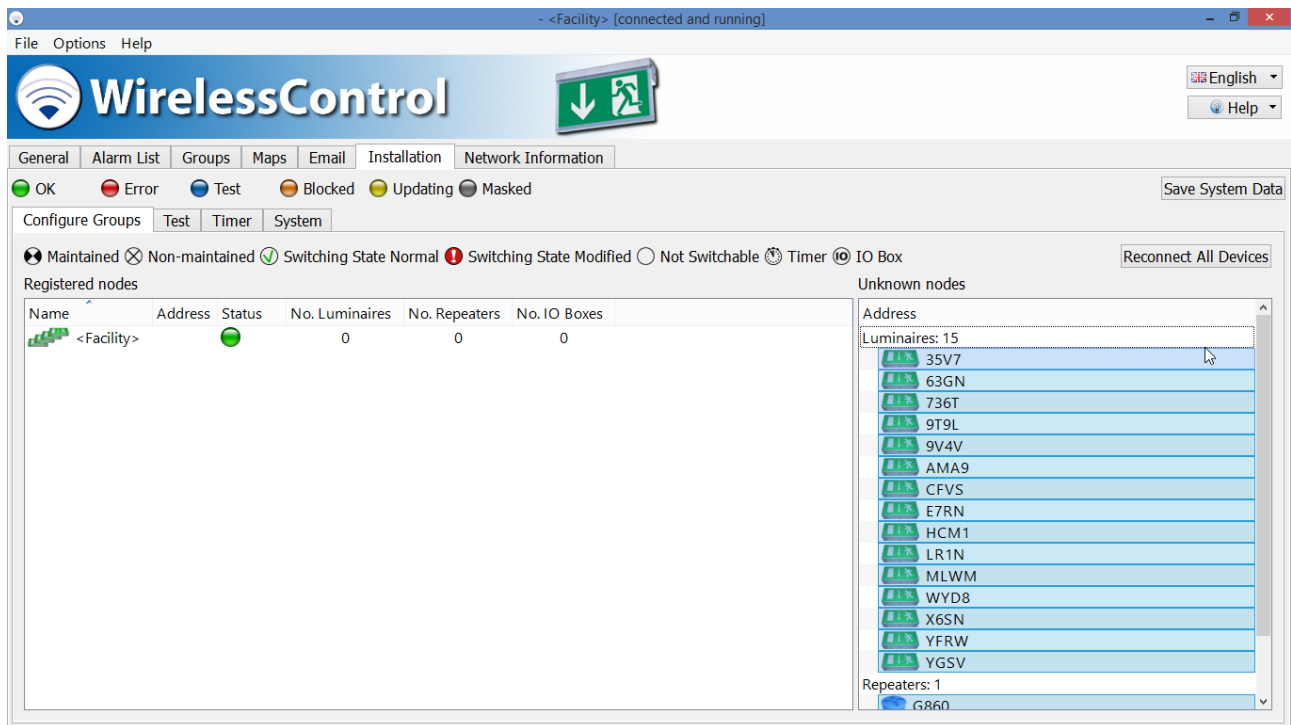 - <Facility> [connected and running]
File Options Help
WirelessControl
English
Help
General Alarm List Groups Maps Email Installation Network Information
OK Error Test Blocked Updating Masked Save System Data
Configure Groups Test Timer System
Maintained Non-maintained Switching State Normal Switching State Modified Not Switchable Timer IO IO Box Reconnect All Devices
Registered nodes Unknown nodes
Name Address Status No. Luminaires No. Repeaters No. IO Boxes Address
<Facility> 0 0 0 Luminaires: 15
35V7
63GN
736T
9T9L
9V4V
AMA9
CFVS
E7RN
HCM1
LR1N
MLWM
WYD8
X6SN
YFRW
YGSV
Repeaters: 1
G860